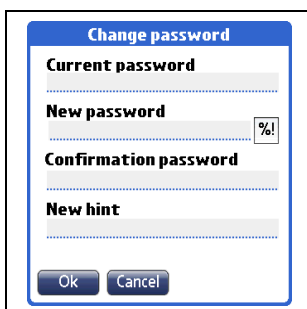 Change password
Current password
New password
%!
Confirmation password
New hint
Ok Cancel